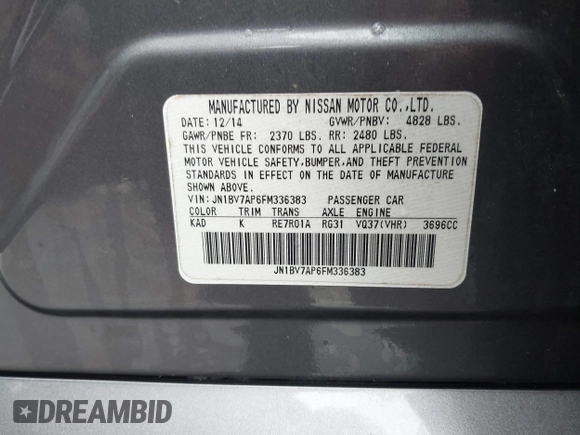 MANUFACTURED BY NISSAN MOTOR CO.,LTD.
DATE: 12/14 GVWR/PNBV: 4828 LBS.
GAWR/PNBE FR: 2370 LBS. RR: 2480 LBS.
THIS VEHICLE CONFORMS TO ALL APPLICABLE FEDERAL
MOTOR VEHICLE SAFETY,BUMPER,AND THEFT PREVENTION
STANDARDS IN EFFECT ON THE DATE OF MANUFACTURE
SHOWN ABOVE.
VIN: JN1BV7AP6FM336383 PASSENGER CAR
COLOR TRIM TRANS AXLE ENGINE
KAD K RE7R01A RG31 VQ37(VHR) 3696CC
JN1BV7AP6FM336383
DREAMBID